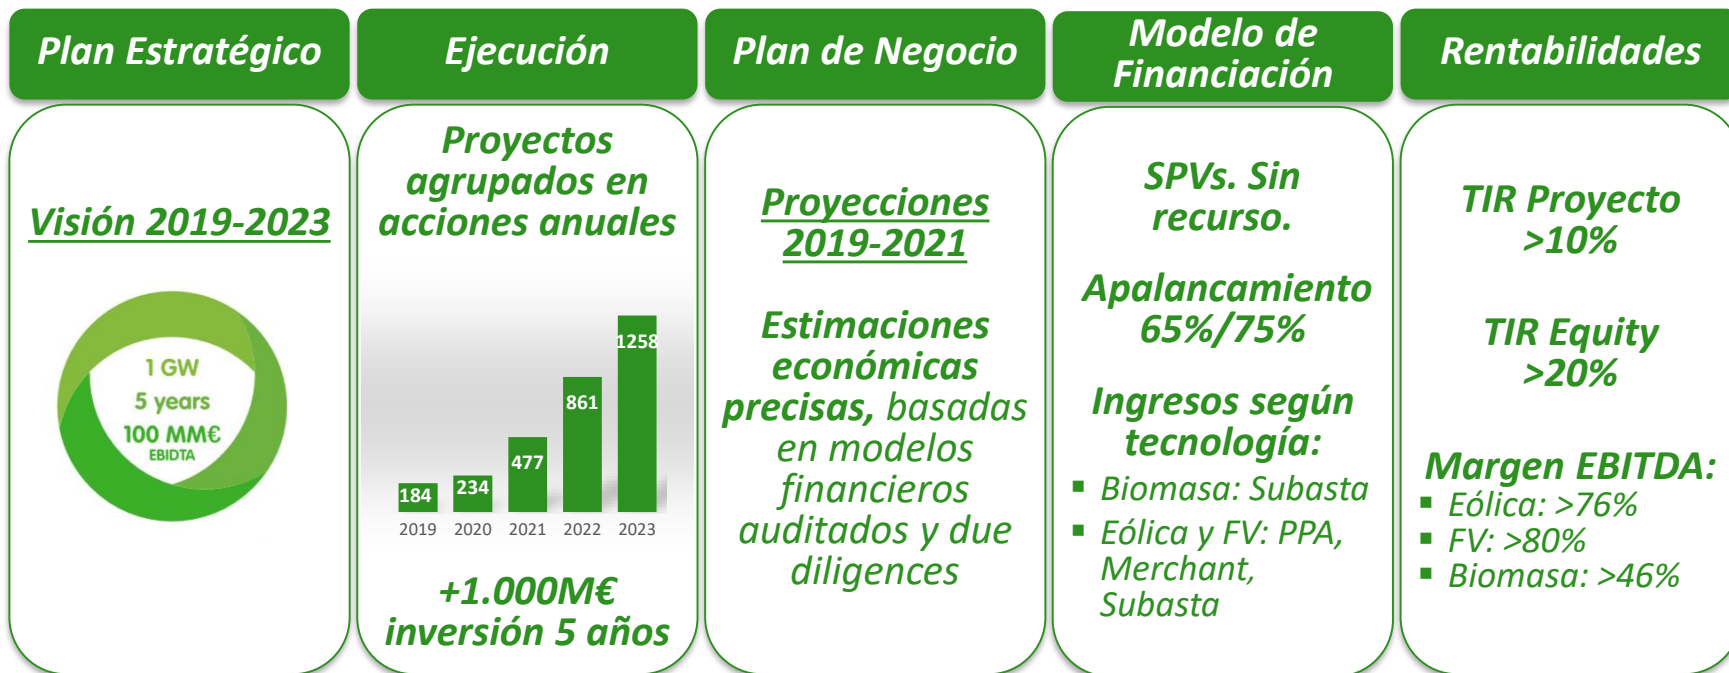 Plan Estratégico
Visión 2019-2023
1 GW
5 years
100 MM€
EBIDTA
Ejecución
Proyectos
agrupados en
acciones anuales
184
234
477
861
1258
2019
2020
2021
2022
2023
+1.000M€
inversión 5 años
Plan de Negocio
Proyecciones
2019-2021
Estimaciones
económicas
precisas, basadas
en modelos
financieros
auditados y due
diligences
Modelo de
Financiación
SPVs. Sin
recurso.
Apalancamiento
65%/75%
Ingresos según
tecnología:
▪ Biomasa: Subasta
▪ Eólica y FV: PPA,
Merchant,
Subasta
Rentabilidades
TIR Proyecto
>10%
TIR Equity
>20%
Margen EBITDA:
▪ Eólica: >76%
▪ FV: >80%
▪ Biomasa: >46%